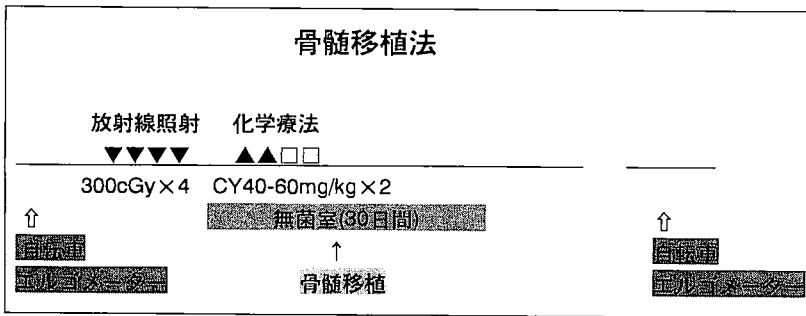 骨髄移植法
放射線照射 化学療法
▼▼▼▼ ▲▲□□
300cGy×4 CY40-60mg/kg×2
⇧ 無菌室(30日間) ⇧
自転車 ↑ 自転車
エルゴメーター 骨髄移植 エルゴメーター